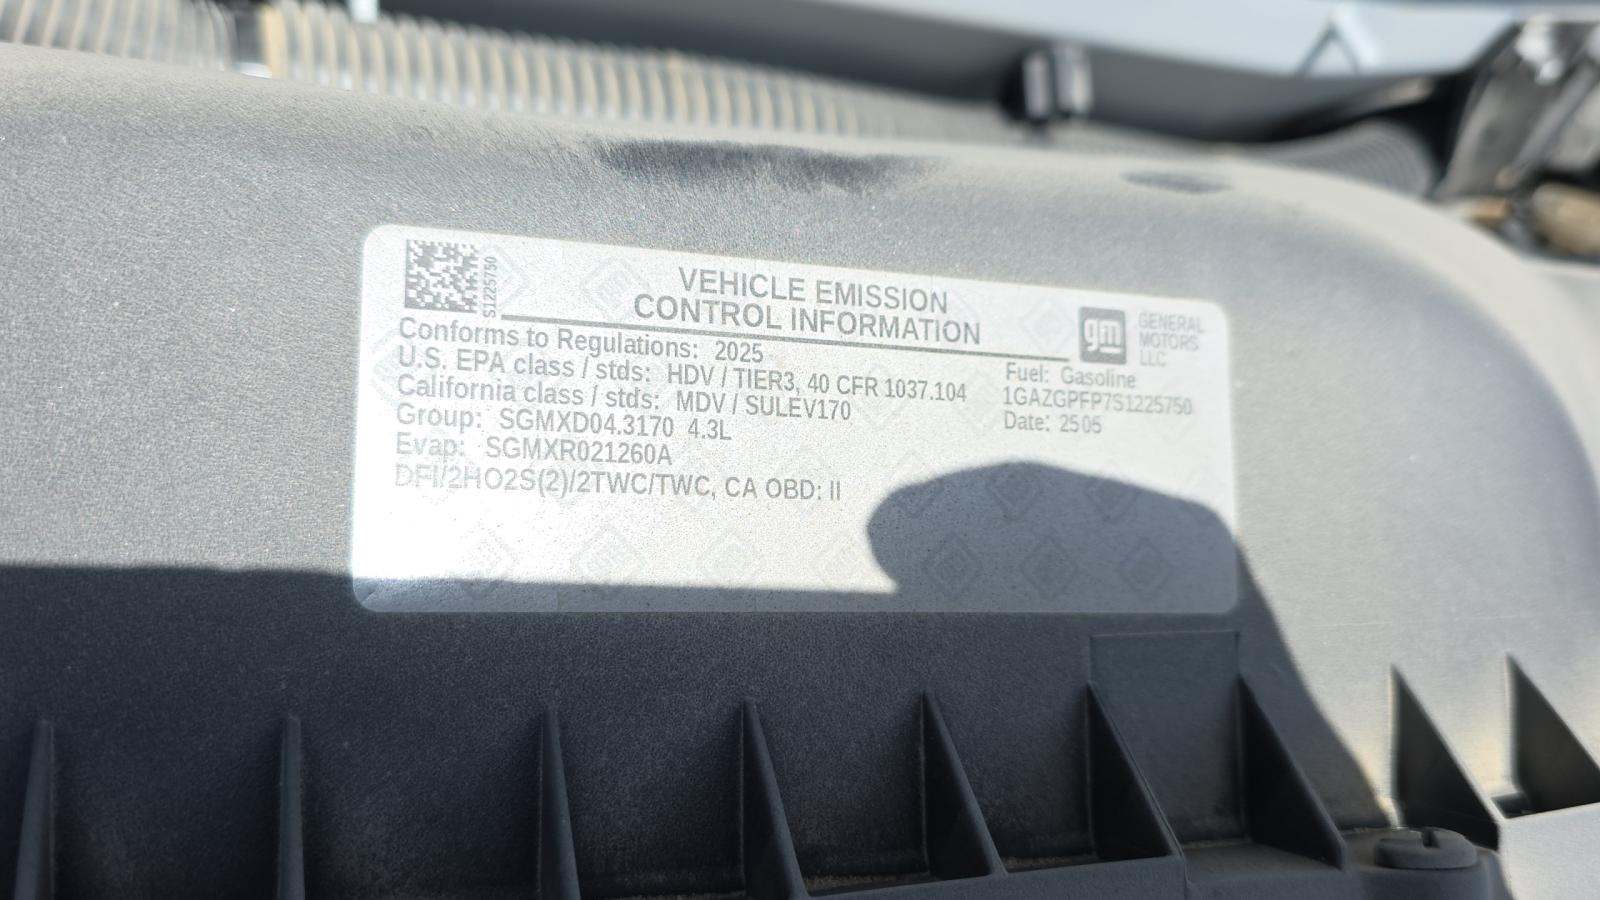 S1225750
VEHICLE EMISSION
CONTROL INFORMATION
gm
GENERAL
MOTORS
LLC
Conforms to Regulations: 2025
U.S. EPA class / stds: HDV / TIER3, 40 CFR 1037.104
California class / stds: MDV / SULEV170
Group: SGMXD04.3170 4.3L
Evap: SGMXR021260A
DFI/2HO2S(2)/2TWC/TWC, CA OBD: II
Fuel: Gasoline
1GAZGPFP7S1225750
Date: 2505